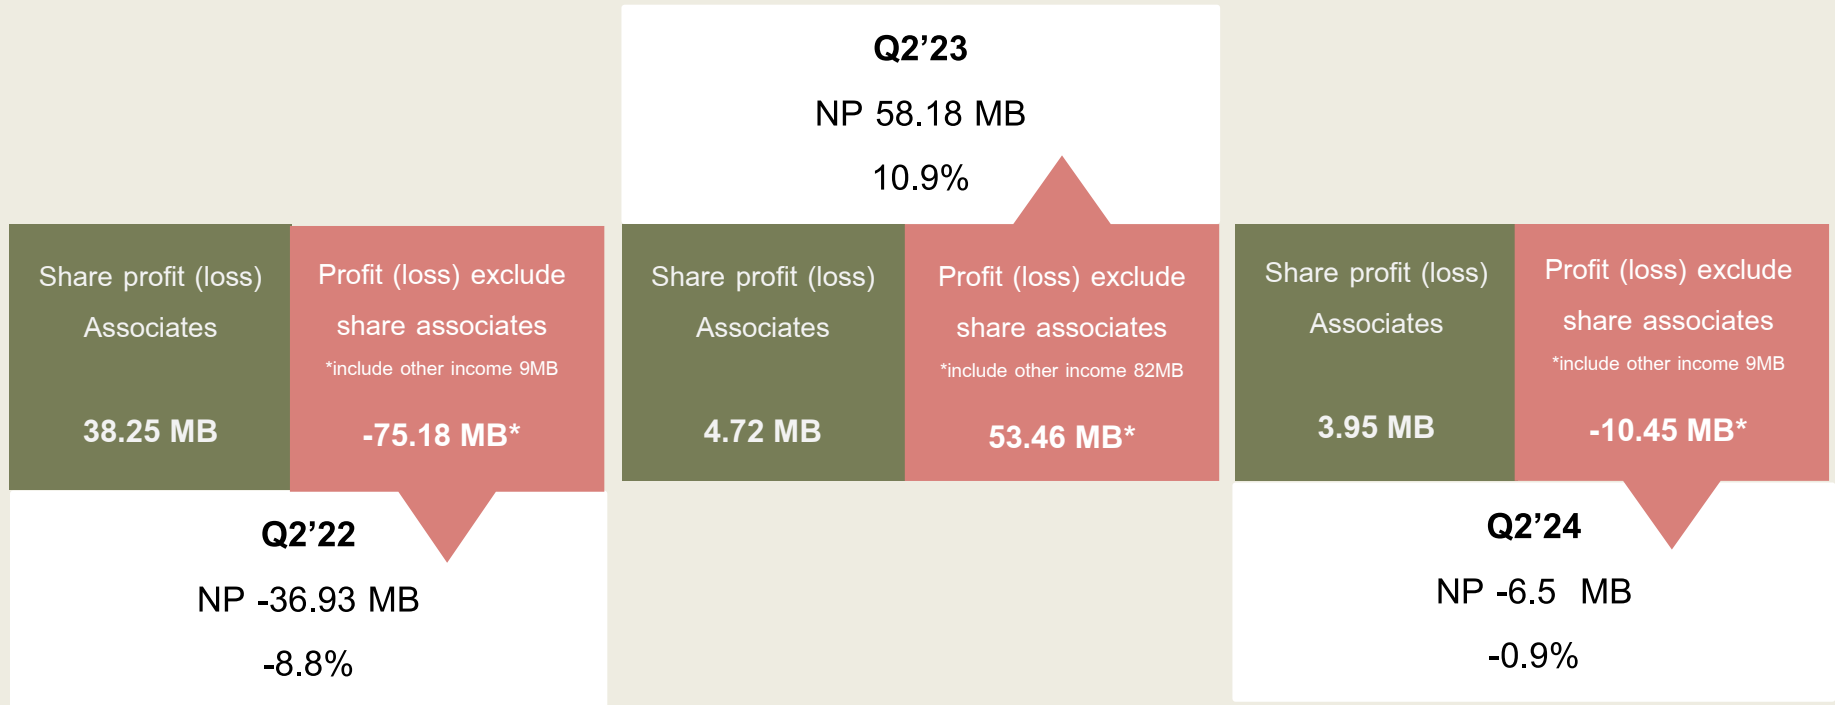 Share profit (loss)
Associates
38.25 MB
Profit (loss) exclude
share associates
*include other income 9MB
-75.18 MB*
Q2’22
NP -36.93 MB
-8.8%
Q2’23
NP 58.18 MB
10.9%
Share profit (loss)
Associates
4.72 MB
Profit (loss) exclude
share associates
*include other income 82MB
53.46 MB*
Share profit (loss)
Associates
3.95 MB
Profit (loss) exclude
share associates
*include other income 9MB
-10.45 MB*
Q2’24
NP -6.5 MB
-0.9%